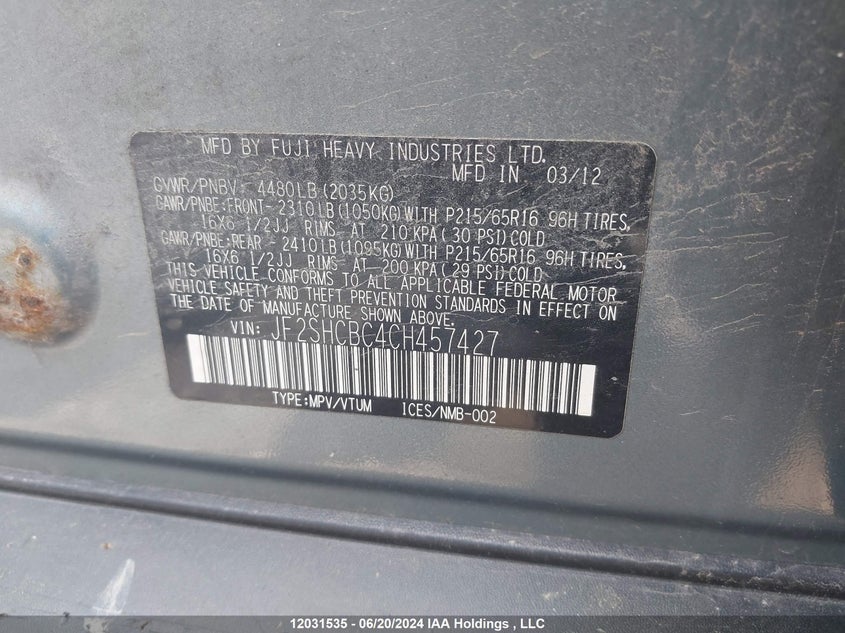 MFD BY FUJI HEAVY INDUSTRIES LTD.
MFD IN 03/12
GVWR/PNBV- 4480LB(2035KG)
GAWR/PNBE:FRONT- 2310LB(1050KG)WITH P215/65R16 96H TIRES,
16X6 1/2JJ RIMS AT 210 KPA(30 PSI)COLD
GAWR/PNBE:REAR - 2410LB(1095KG)WITH P215/65R16 96H TIRES,
16X6 1/2JJ RIMS AT 200 KPA(29 PSI)COLD
THIS VEHICLE CONFORMS TO ALL APPLICABLE FEDERAL MOTOR
VEHICLE SAFETY AND THEFT PREVENTION STANDARDS IN EFFECT ON
THE DATE OF MANUFACTURE SHOWN ABOVE.
VIN: JF2SHCBC4CH457427
TYPE:MPV/VTUM ICES/NMB-002
12031535 - 06/20/2024 IAA Holdings , LLC